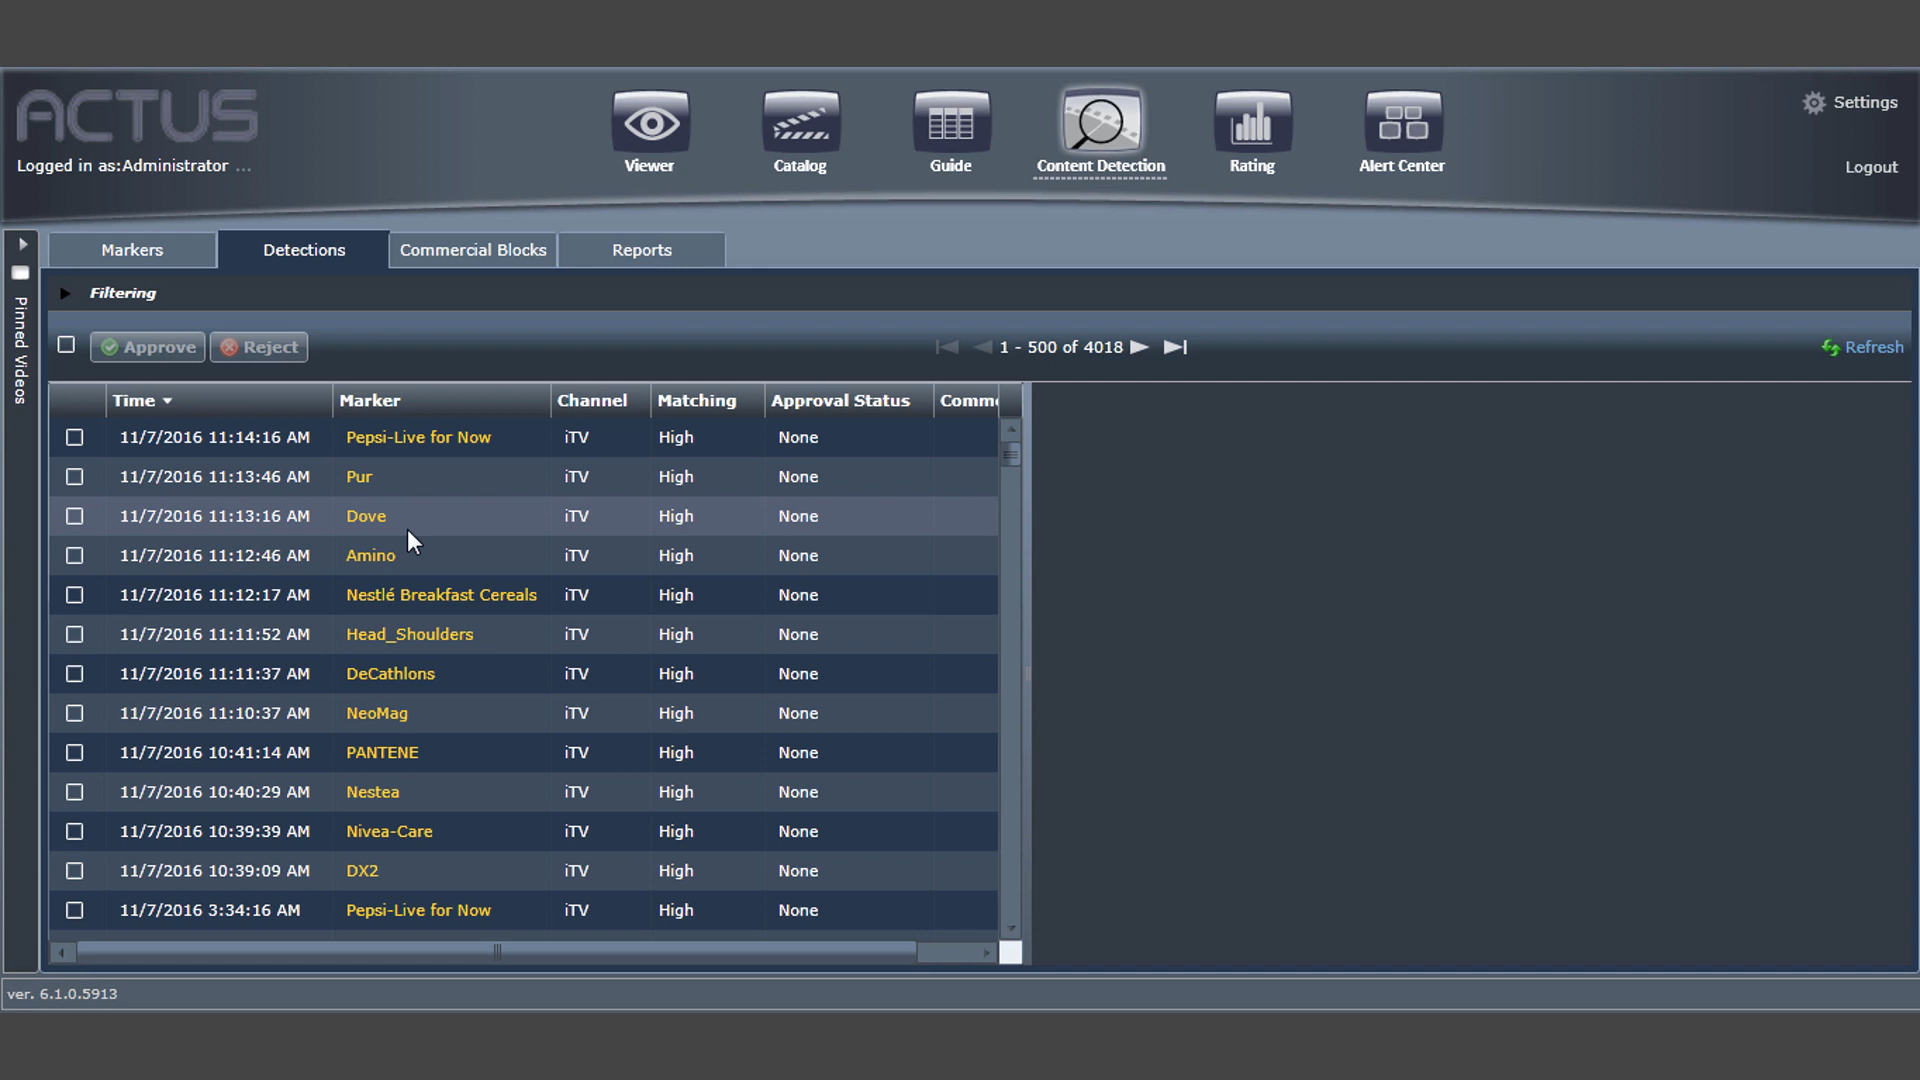 ACTUS
Logged in as:Administrator ...
Viewer
Catalog
Guide
Content Detection
Rating
Alert Center
Settings
Logout
Pinned Videos
Markers Detections Commercial Blocks Reports
Filtering
Approve Reject 1 - 500 of 4018 Refresh
Time Marker Channel Matching Approval Status Comm
11/7/2016 11:14:16 AM Pepsi-Live for Now iTV High None
11/7/2016 11:13:46 AM Pur iTV High None
11/7/2016 11:13:16 AM Dove iTV High None
11/7/2016 11:12:46 AM Amino iTV High None
11/7/2016 11:12:17 AM Nestlé Breakfast Cereals iTV High None
11/7/2016 11:11:52 AM Head_Shoulders iTV High None
11/7/2016 11:11:37 AM DeCathlons iTV High None
11/7/2016 11:10:37 AM NeoMag iTV High None
11/7/2016 10:41:14 AM PANTENE iTV High None
11/7/2016 10:40:29 AM Nestea iTV High None
11/7/2016 10:39:39 AM Nivea-Care iTV High None
11/7/2016 10:39:09 AM DX2 iTV High None
11/7/2016 3:34:16 AM Pepsi-Live for Now iTV High None
ver. 6.1.0.5913